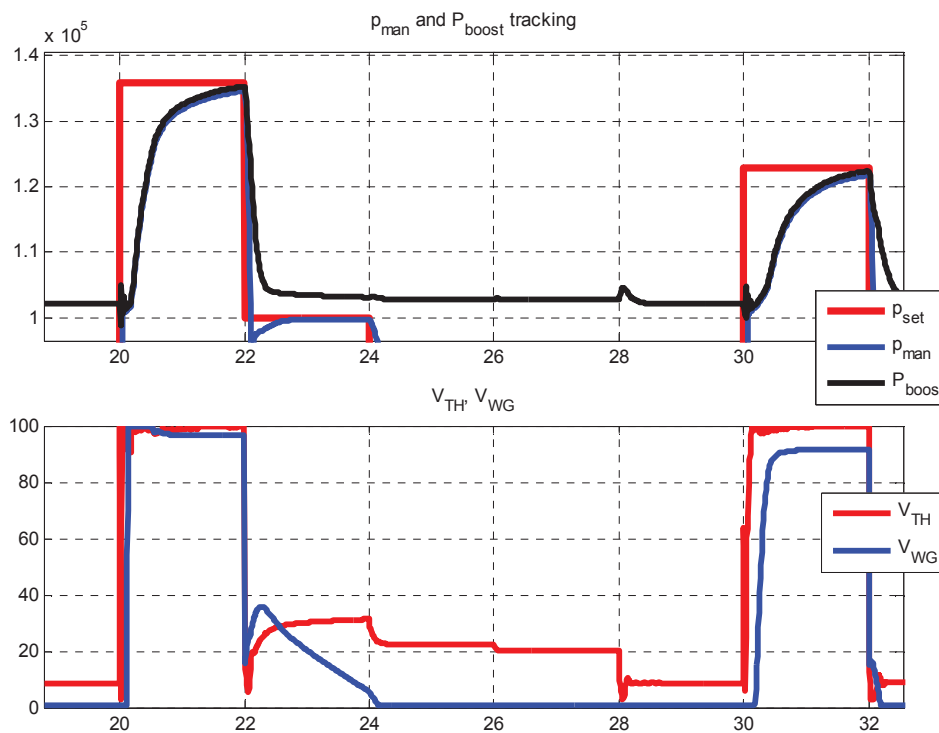 p_man and P_boost tracking
x 10^5
1.4
1.3
1.2
1.1
1
20 22 24 26 28 30 32
p_set
p_man
P_boos
V_TH, V_WG
100
80
60
40
20
0
V_TH
V_WG
20 22 24 26 28 30 32